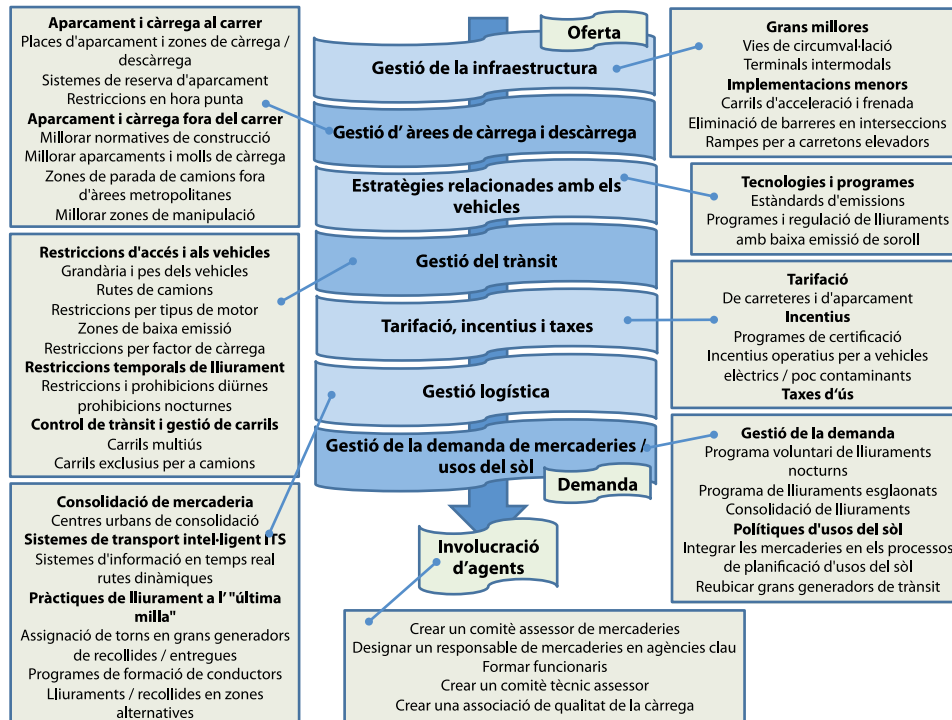 Aparcament i càrrega al carrer
Places d'aparcament i zones de càrrega /
descàrrega
Sistemes de reserva d'aparcament
Restriccions en hora punta
Aparcament i càrrega fora del carrer
Millorar normatives de construcció
Millorar aparcaments i molls de càrrega
Zones de parada de camions fora
d'àrees metropolitanes
Millorar zones de manipulació
Restriccions d'accés i als vehicles
Grandària i pes dels vehicles
Rutes de camions
Restriccions per tipus de motor
Zones de baixa emissió
Restriccions per factor de càrrega
Restriccions temporals de lliurament
Restriccions i prohibicions diürnes
prohibicions nocturnes
Control de trànsit i gestió de carrils
Carrils multiús
Carrils exclusius per a camions
Consolidació de mercaderia
Centres urbans de consolidació
Sistemes de transport intel·ligent ITS
Sistemes d'informació en temps real
rutes dinàmiques
Pràctiques de lliurament a l' "última
milla"
Assignació de torns en grans generadors
de recollides / entregues
Programes de formació de conductors
Lliuraments / recollides en zones
alternatives
Oferta
Gestió de la infraestructura
Gestió d' àrees de càrrega i descàrrega
Estratègies relacionades amb els
vehicles
Gestió del trànsit
Tarifació, incentius i taxes
Gestió logística
Gestió de la demanda de mercaderies /
usos del sòl
Demanda
Involucració
d'agents
Grans millores
Vies de circumval·lació
Terminals intermodals
Implementacions menors
Carrils d'acceleració i frenada
Eliminació de barreres en interseccions
Rampes per a carretons elevadors
Tecnologies i programes
Estàndards d'emissions
Programes i regulació de lliuraments
amb baixa emissió de soroll
Tarifació
De carreteres i d'aparcament
Incentius
Programes de certificació
Incentius operatius per a vehicles
elèctrics / poc contaminants
Taxes d'ús
Gestió de la demanda
Programa voluntari de lliuraments
nocturns
Programa de lliuraments esglaonats
Consolidació de lliuraments
Polítiques d'usos del sòl
Integrar les mercaderies en els processos
de planificació d'usos del sòl
Reubicar grans generadors de trànsit
Crear un comitè assessor de mercaderies
Designar un responsable de mercaderies en agències clau
Formar funcionaris
Crear un comitè tècnic assessor
Crear una associació de qualitat de la càrrega